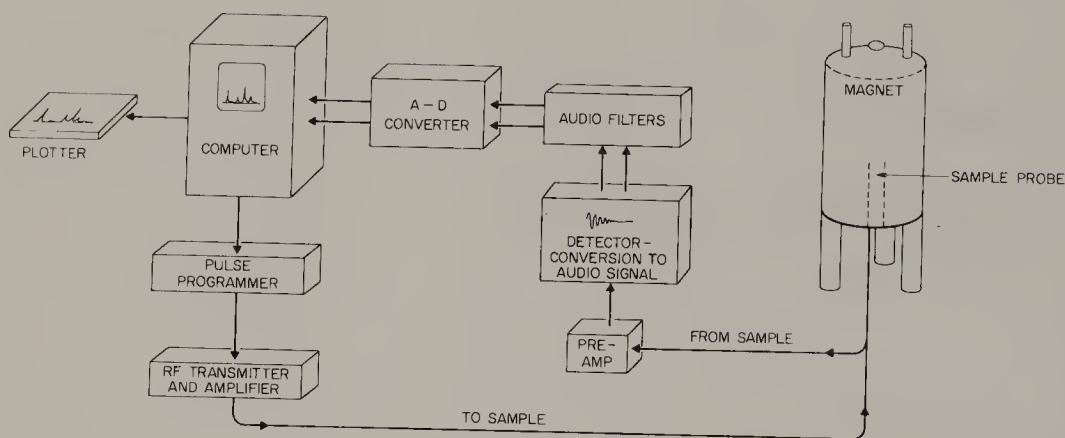 MAGNET
SAMPLE PROBE
A – D
CONVERTER
AUDIO FILTERS
COMPUTER
PLOTTER
DETECTOR –
CONVERSION TO
AUDIO SIGNAL
PULSE
PROGRAMMER
PRE–
AMP
FROM SAMPLE
RF TRANSMITTER
AND AMPLIFIER
TO SAMPLE